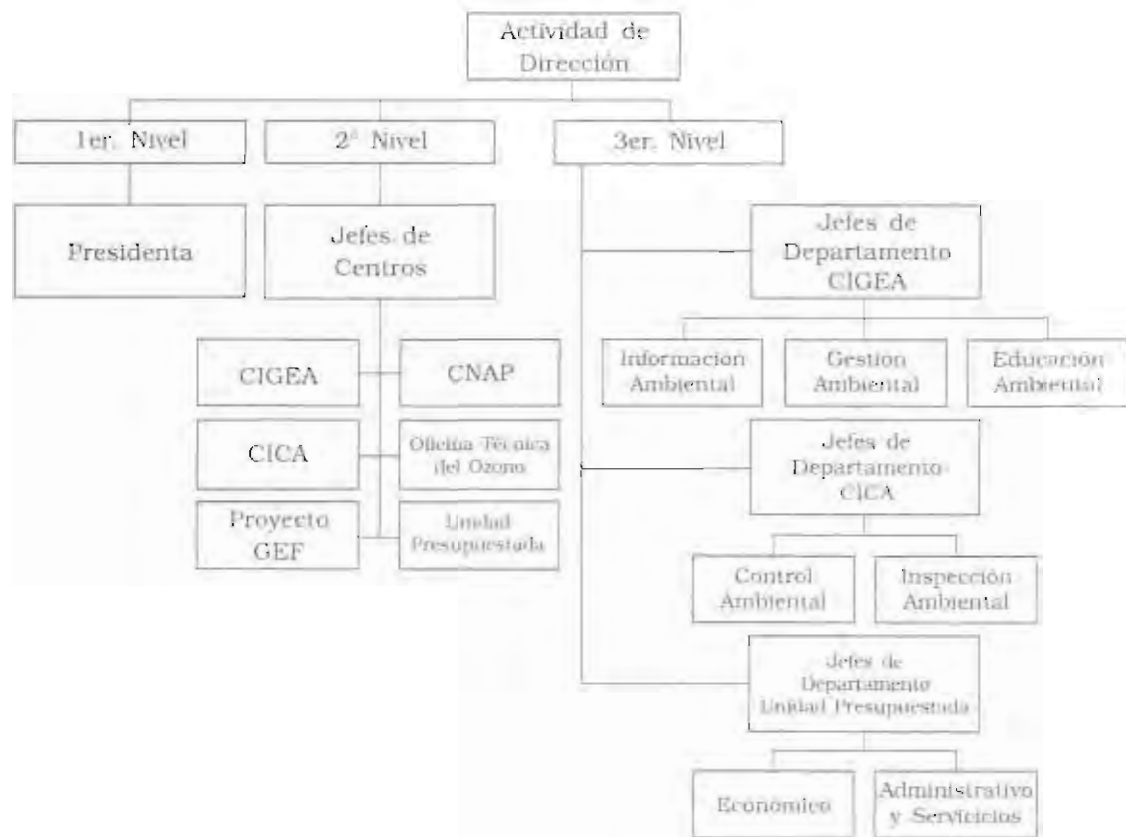 Actividad de
Dirección
1er. Nivel
2° Nivel
3er. Nivel
Presidenta
Jefes de
Centros
CIGEA
CNAP
CICA
Oficina Técnica
del Ozono
Proyecto
GEF
Unidad
Presupuestada
Jefes de
Departamento
CIGEA
Información
Ambiental
Gestión
Ambiental
Educación
Ambiental
Jefes de
Departamento
CICA
Control
Ambiental
Inspección
Ambiental
Jefes de
Departamento
Unidad Presupuestada
Económico
Administrativo
y Servicicios